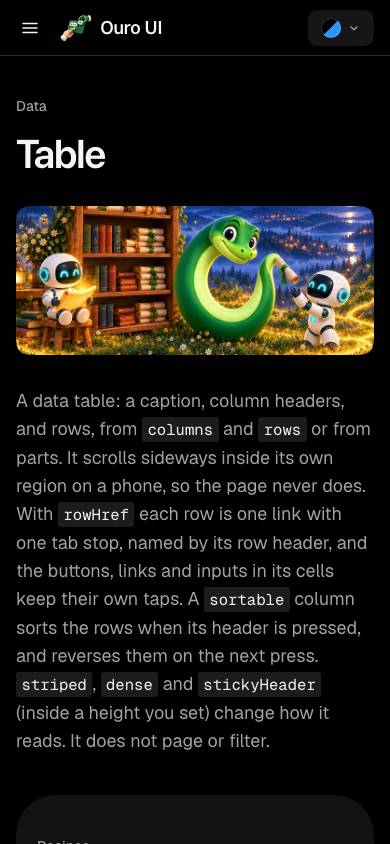 Ouro UI
Data
Table
A data table: a caption, column headers,
and rows, from columns and rows or from
parts. It scrolls sideways inside its own
region on a phone, so the page never does.
With rowHref each row is one link with
one tab stop, named by its row header, and
the buttons, links and inputs in its cells
keep their own taps. A sortable column
sorts the rows when its header is pressed,
and reverses them on the next press.
striped, dense and stickyHeader
(inside a height you set) change how it
reads. It does not page or filter.
Recipes